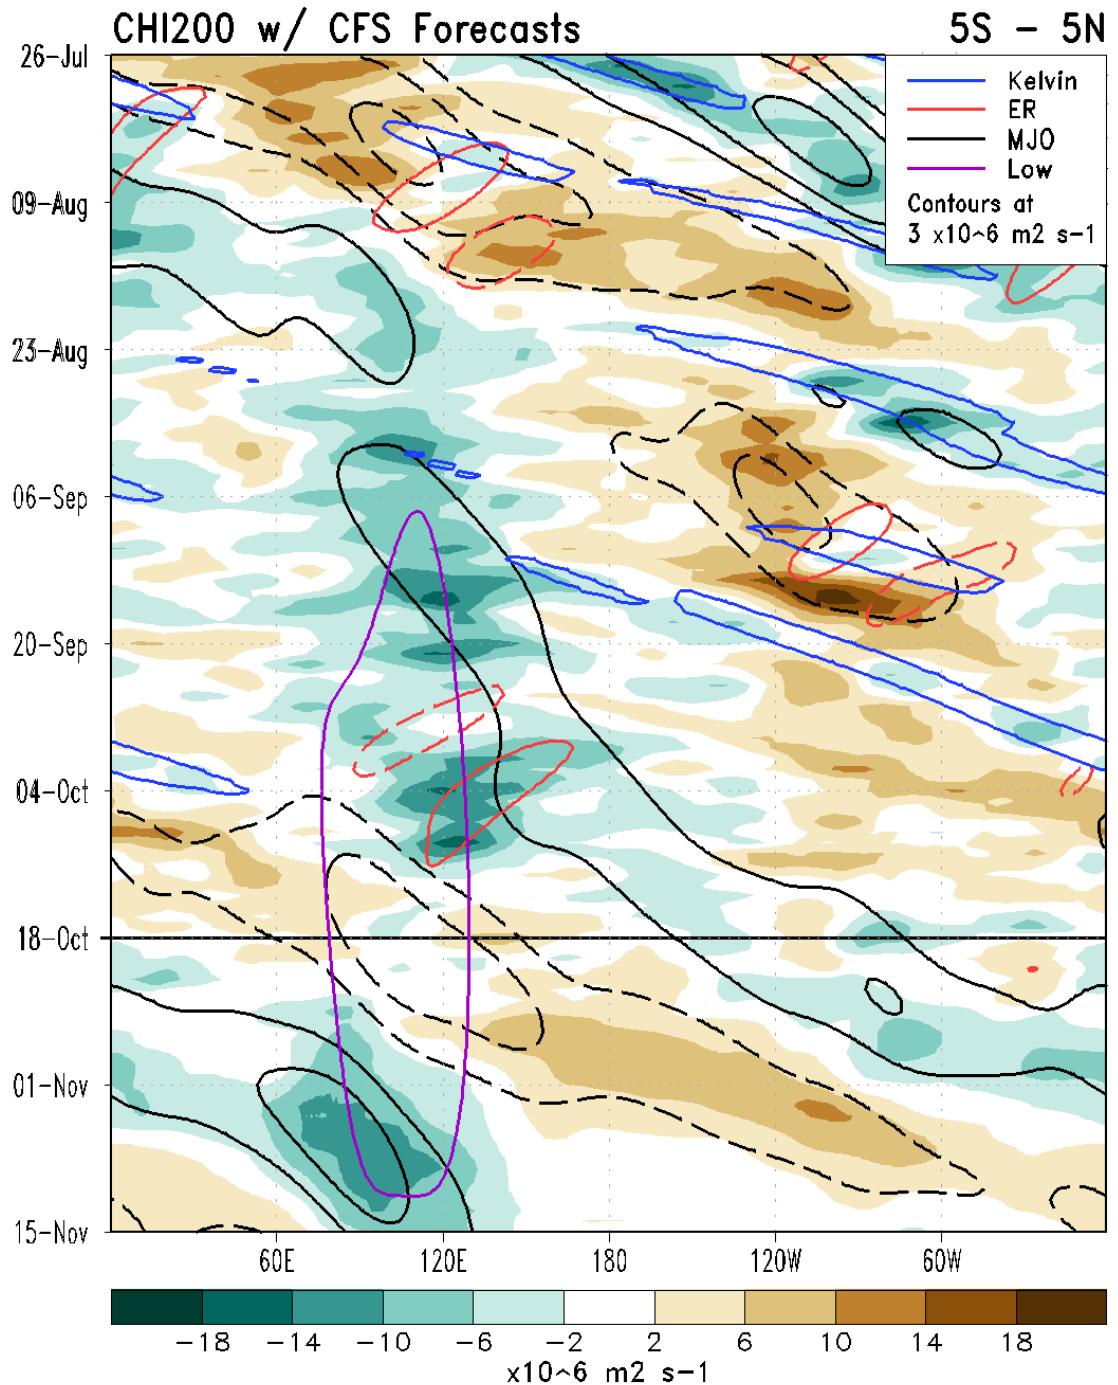 CHI200 w/ CFS Forecasts 5S - 5N
Kelvin
ER
MJO
Low
Contours at
3 x10^6 m2 s-1
26-Jul
09-Aug
23-Aug
06-Sep
20-Sep
04-Oct
18-Oct
01-Nov
15-Nov
60E 120E 180 120W 60W
-18 -14 -10 -6 -2 2 6 10 14 18
x10^6 m2 s-1